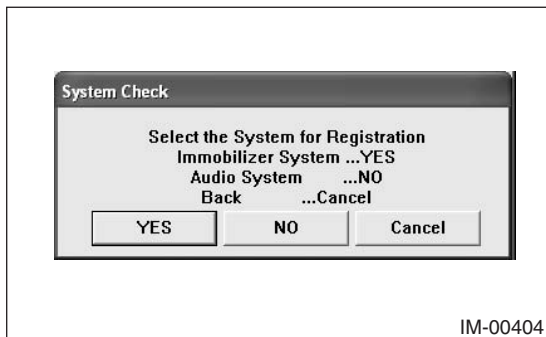 System Check
Select the System for Registration
Immobilizer System ...YES
Audio System ...NO
Back ...Cancel
YES NO Cancel
IM-00404